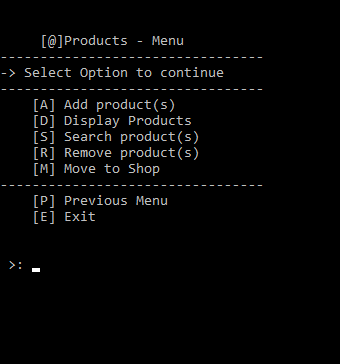 [@]Products - Menu
---------------------------------
-> Select Option to continue
---------------------------------
[A] Add product(s)
[D] Display Products
[S] Search product(s)
[R] Remove product(s)
[M] Move to Shop
---------------------------------
[P] Previous Menu
[E] Exit
>: